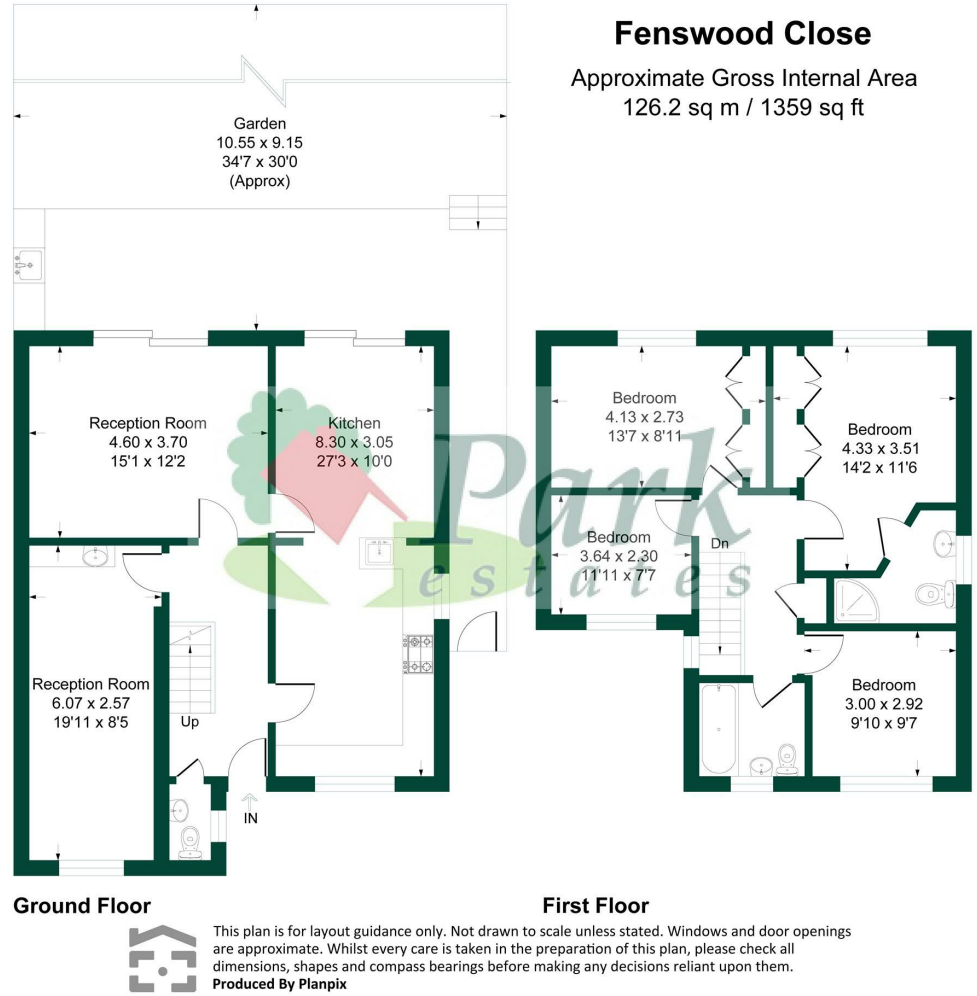 Fenswood Close
Approximate Gross Internal Area
126.2 sq m / 1359 sq ft
Garden
10.55 x 9.15
34'7 x 30'0
(Approx)
Reception Room
4.60 x 3.70
15'1 x 12'2
Kitchen
8.30 x 3.05
27'3 x 10'0
Reception Room
6.07 x 2.57
19'11 x 8'5
Up
IN
Bedroom
4.13 x 2.73
13'7 x 8'11
Bedroom
4.33 x 3.51
14'2 x 11'6
Bedroom
3.64 x 2.30
11'11 x 7'7
Dn
Bedroom
3.00 x 2.92
9'10 x 9'7
Park
estates
Ground Floor
First Floor
This plan is for layout guidance only. Not drawn to scale unless stated. Windows and door openings
are approximate. Whilst every care is taken in the preparation of this plan, please check all
dimensions, shapes and compass bearings before making any decisions reliant upon them.
Produced By Planpix